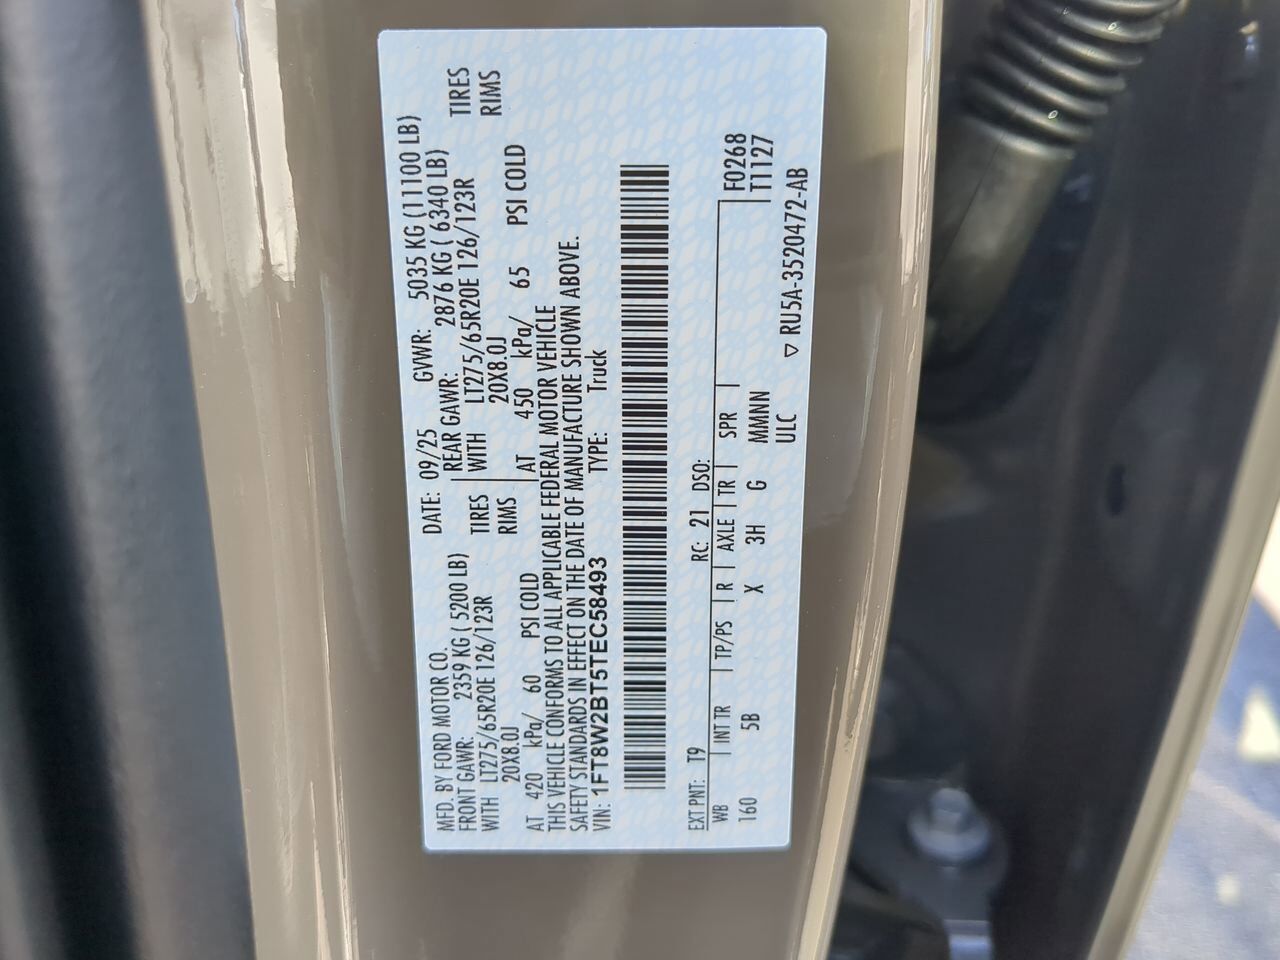 MFD. BY FORD MOTOR CO.
DATE: 09/25 GVWR: 5035 KG (11100 LB)
FRONT GAWR: 2359 KG ( 5200 LB) REAR GAWR: 2876 KG ( 6340 LB)
WITH LT275/65R20E 126/123R TIRES WITH LT275/65R20E 126/123R TIRES
20X8.0J RIMS 20X8.0J RIMS
AT 420 kPa/ 60 PSI COLD AT 450 kPa/ 65 PSI COLD
THIS VEHICLE CONFORMS TO ALL APPLICABLE FEDERAL MOTOR VEHICLE
SAFETY STANDARDS IN EFFECT ON THE DATE OF MANUFACTURE SHOWN ABOVE.
VIN: 1FT8W2BT5TEC58493 TYPE: Truck
EXT PNT: T9 RC: 21 DSO: F0268
WB | INT TR | TP/PS | R | AXLE | TR | SPR | T1127
160 5B X 3H G MMMNN
ULC ▽ RU5A-3520472-AB